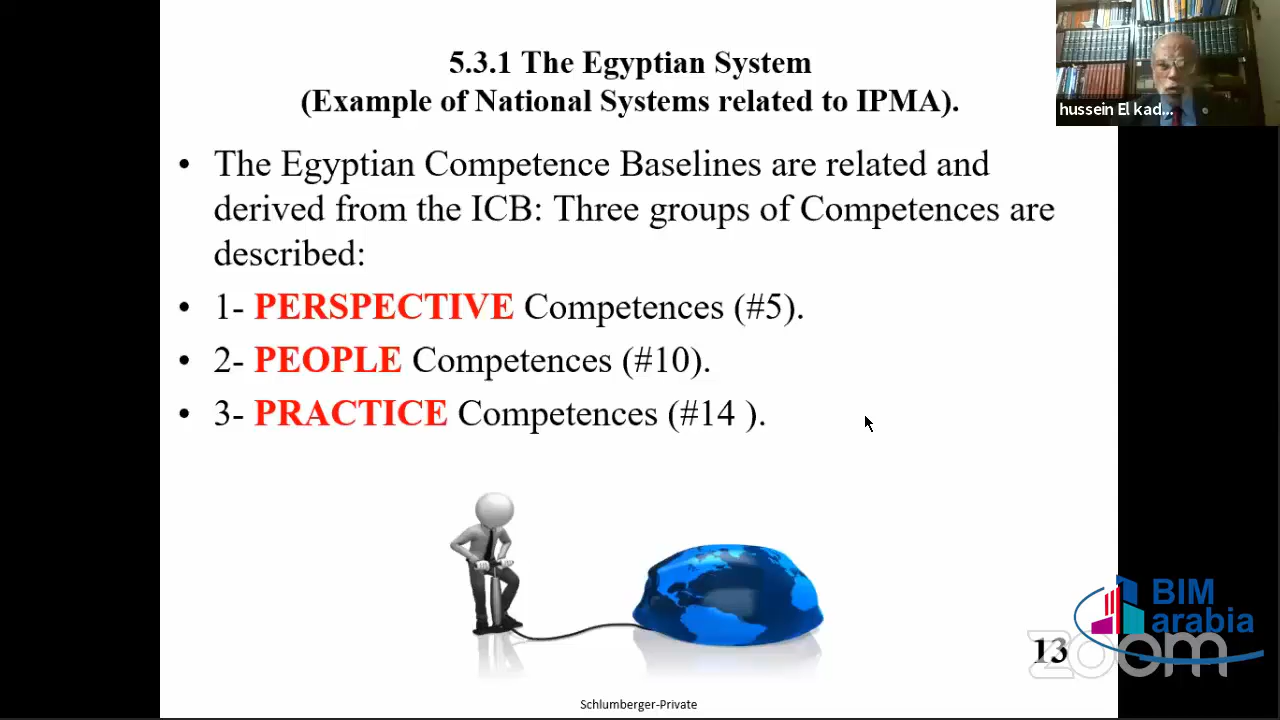 5.3.1 The Egyptian System
(Example of National Systems related to IPMA).
hussein El kad...
• The Egyptian Competence Baselines are related and
derived from the ICB: Three groups of Competences are
described:
• 1- PERSPECTIVE Competences (#5).
• 2- PEOPLE Competences (#10).
• 3- PRACTICE Competences (#14 ).
BIM
arabia
13
zoom
Schlumberger-Private